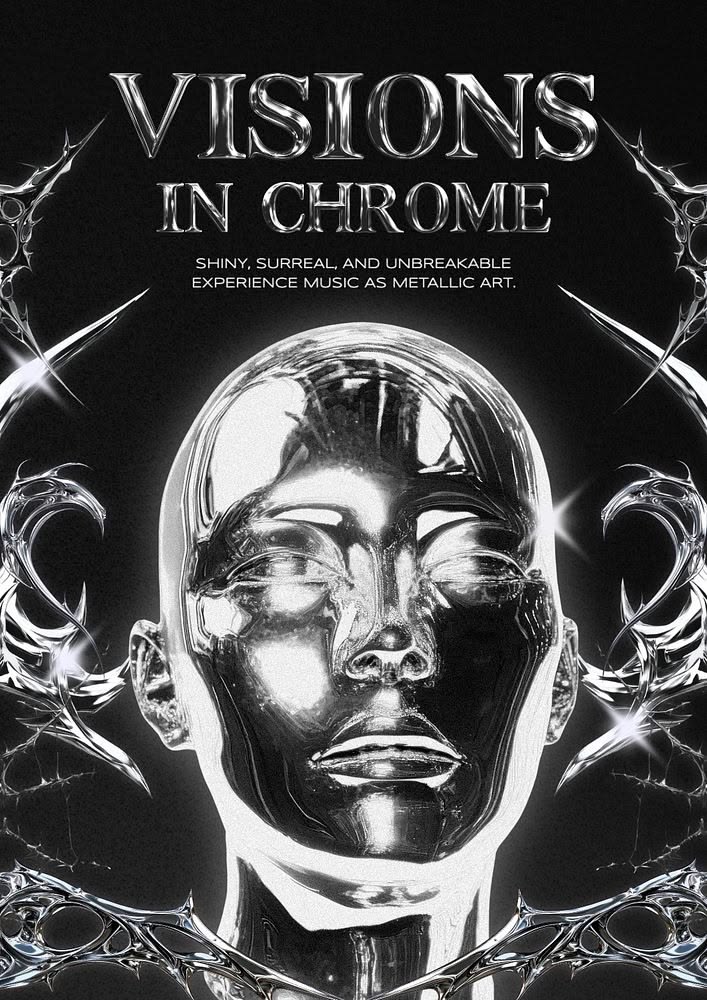 VISIONS
IN CHROME
SHINY, SURREAL, AND UNBREAKABLE
EXPERIENCE MUSIC AS METALLIC ART.